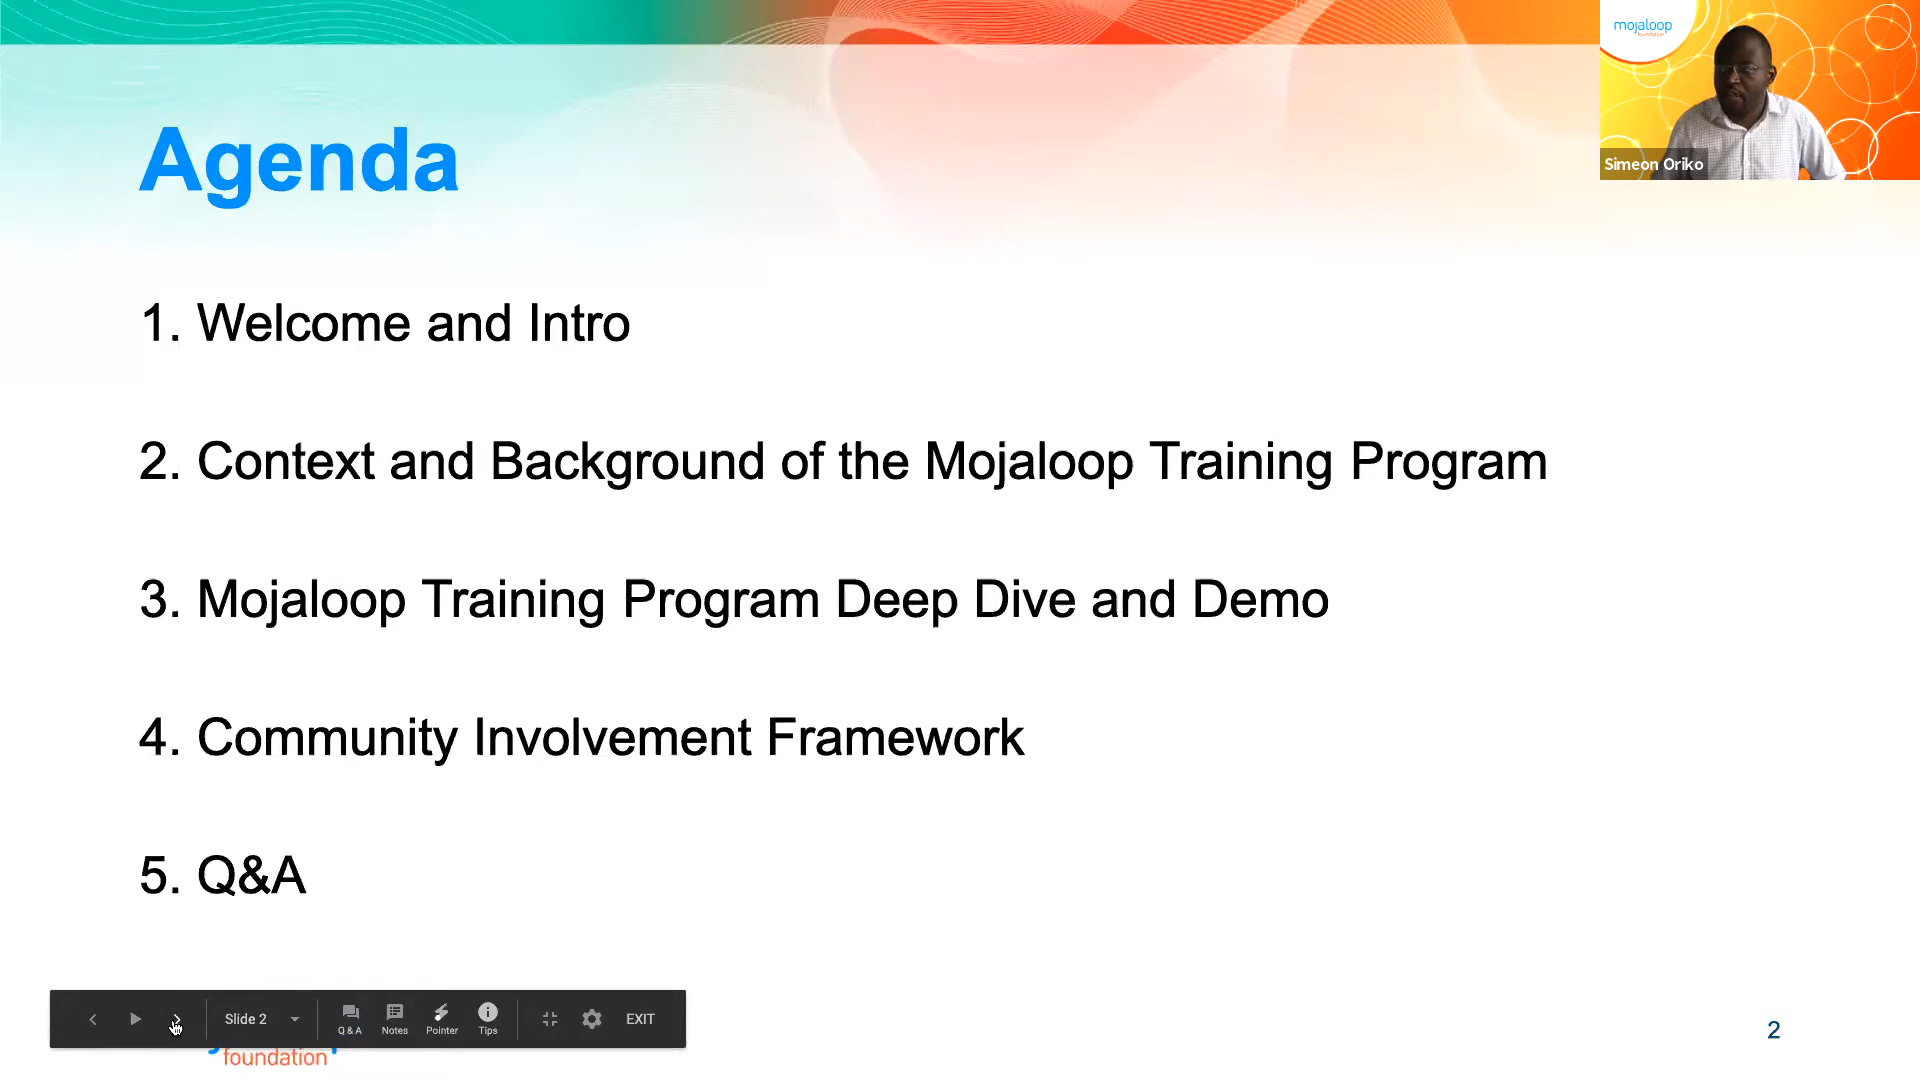 mojaloop
foundation
Simeon Oriko
Agenda
1. Welcome and Intro
2. Context and Background of the Mojaloop Training Program
3. Mojaloop Training Program Deep Dive and Demo
4. Community Involvement Framework
5. Q&A
Slide 2
Q & A
Notes
Pointer
Tips
EXIT
foundation
2